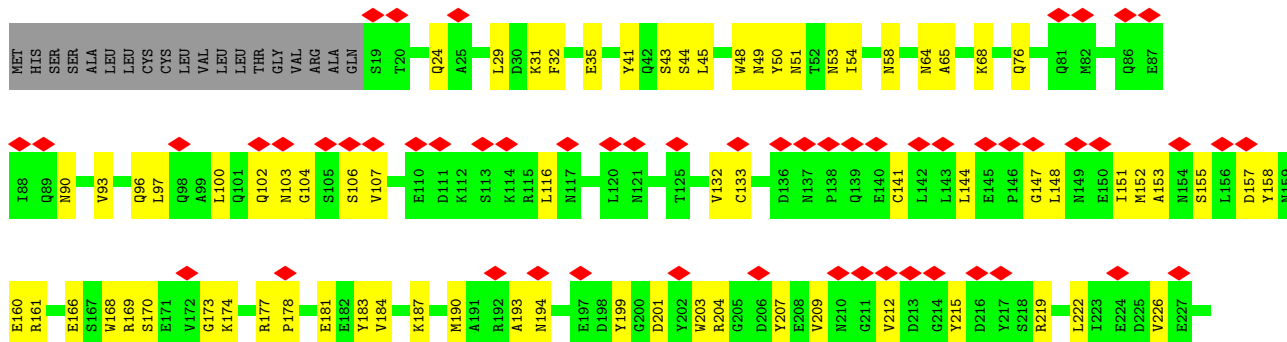 MET HIS SER SER ALA LEU LEU CYS CYS LEU VAL LEU LEU THR GLY VAL ARG ALA GLN S19 T20 Q24 A25 L29 D30 K31 F32 E35 Y41 Q42 S43 S44 L45 W48 N49 Y50 N51 T52 N53 I54 N58 N64 A65 K68 Q76 Q81 M82 Q86 E87
I88 Q89 N90 V93 Q96 L97 Q98 A99 L100 Q101 Q102 N103 G104 S105 S106 V107 E110 D111 K112 S113 K114 R115 L116 N117 L120 N121 T125 V132 C133 D136 N137 P138 Q139 E140 C141 L142 L143 L144 E145 P146 G147 L148 N149 E150 I151 M152 A153 N154 S155 L156 D157 Y158 N159
E160 R161 E166 S167 W168 R169 S170 E171 V172 G173 K174 R177 P178 E181 E182 Y183 V184 K187 M190 A191 R192 A193 N194 E197 D198 Y199 G200 D201 Y202 W203 R204 G205 D206 Y207 E208 V209 N210 G211 V212 D213 G214 Y215 D216 Y217 S218 R219 L222 I223 E224 D225 V226 E227